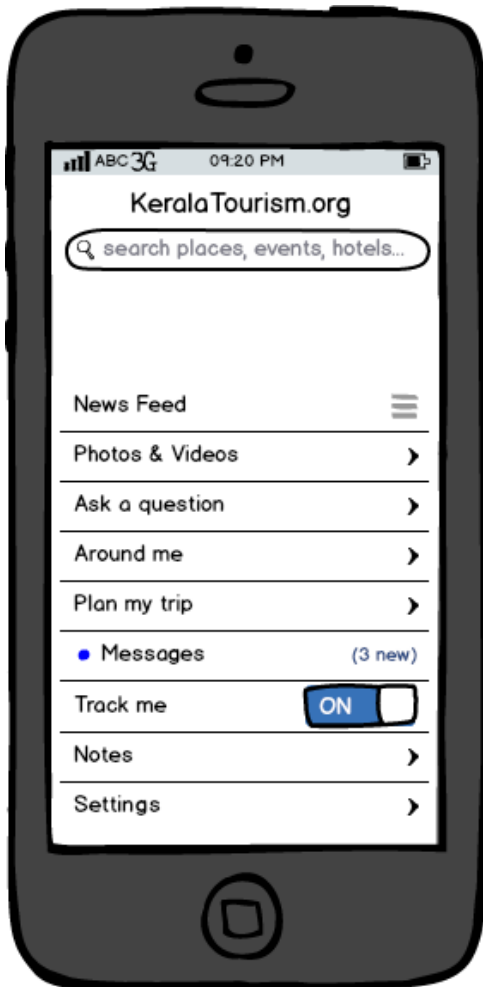 ABC 3G 09:20 PM
KeralaTourism.org
search places, events, hotels...
News Feed
Photos & Videos
Ask a question
Around me
Plan my trip
Messages (3 new)
Track me ON
Notes
Settings